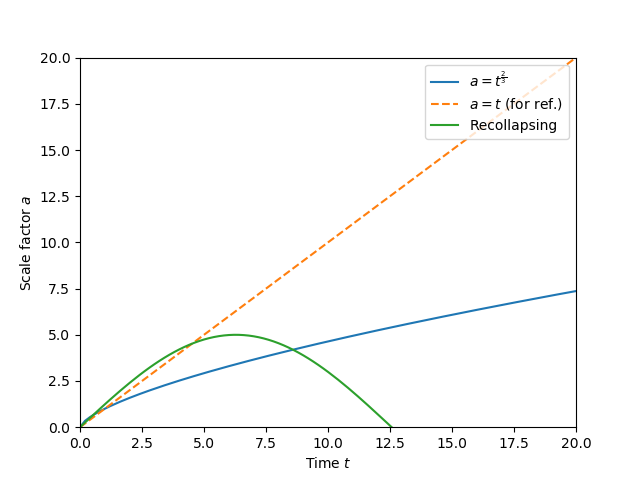 20.0
17.5
15.0
12.5
10.0
7.5
5.0
2.5
0.0
Scale factor a
a = t^{2/3}
a = t (for ref.)
Recollapsing
0.0 2.5 5.0 7.5 10.0 12.5 15.0 17.5 20.0
Time t